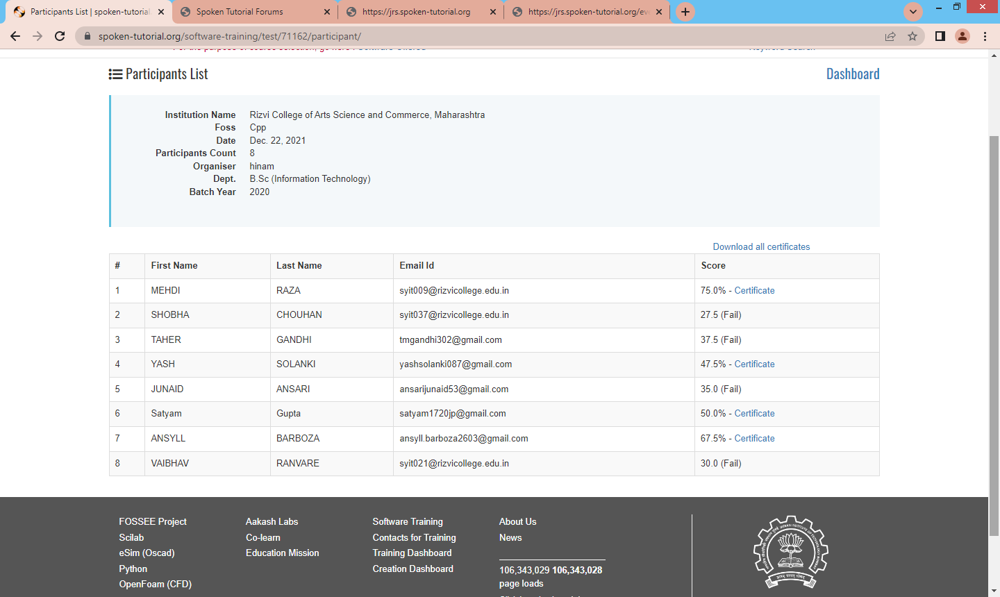 Participants List | spoken-tutorial.
Spoken Tutorial Forums
https://jrs.spoken-tutorial.org
https://jrs.spoken-tutorial.org/eve
spoken-tutorial.org/software-training/test/71162/participant/
Participants List
Dashboard
Institution Name Rizvi College of Arts Science and Commerce, Maharashtra
Foss Cpp
Date Dec. 22, 2021
Participants Count 8
Organiser hinam
Dept. B.Sc (Information Technology)
Batch Year 2020
Download all certificates
# First Name Last Name Email Id Score
1 MEHDI RAZA syit009@rizvicollege.edu.in 75.0% - Certificate
2 SHOBHA CHOUHAN syit037@rizvicollege.edu.in 27.5 (Fail)
3 TAHER GANDHI tmgandhi302@gmail.com 37.5 (Fail)
4 YASH SOLANKI yashsolanki087@gmail.com 47.5% - Certificate
5 JUNAID ANSARI ansarijunaid53@gmail.com 35.0 (Fail)
6 Satyam Gupta satyam1720jp@gmail.com 50.0% - Certificate
7 ANSYLL BARBOZA ansyll.barboza2603@gmail.com 67.5% - Certificate
8 VAIBHAV RANVARE syit021@rizvicollege.edu.in 30.0 (Fail)
FOSSEE Project
Scilab
eSim (Oscad)
Python
OpenFoam (CFD)
Aakash Labs
Co-learn
Education Mission
Software Training
Contacts for Training
Training Dashboard
Creation Dashboard
About Us
News
106,343,029 106,343,028
page loads